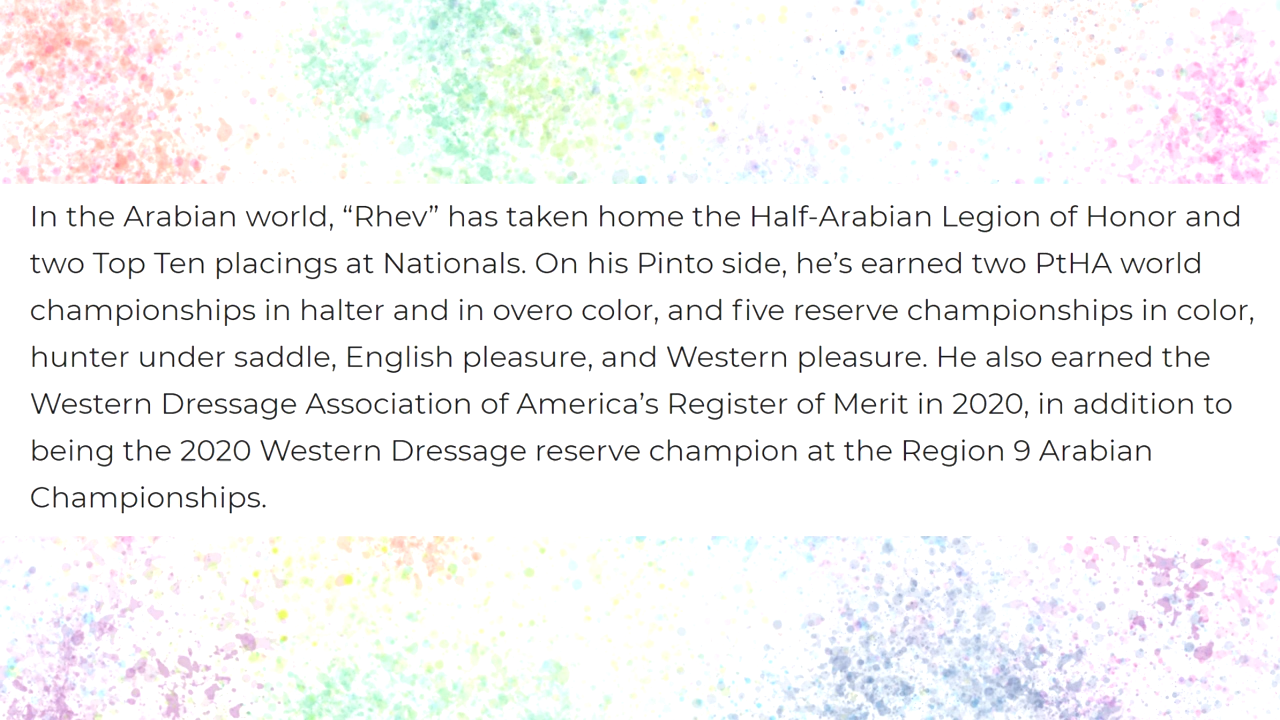 In the Arabian world, “Rhev” has taken home the Half-Arabian Legion of Honor and
two Top Ten placings at Nationals. On his Pinto side, he’s earned two PtHA world
championships in halter and in overo color, and five reserve championships in color,
hunter under saddle, English pleasure, and Western pleasure. He also earned the
Western Dressage Association of America’s Register of Merit in 2020, in addition to
being the 2020 Western Dressage reserve champion at the Region 9 Arabian
Championships.